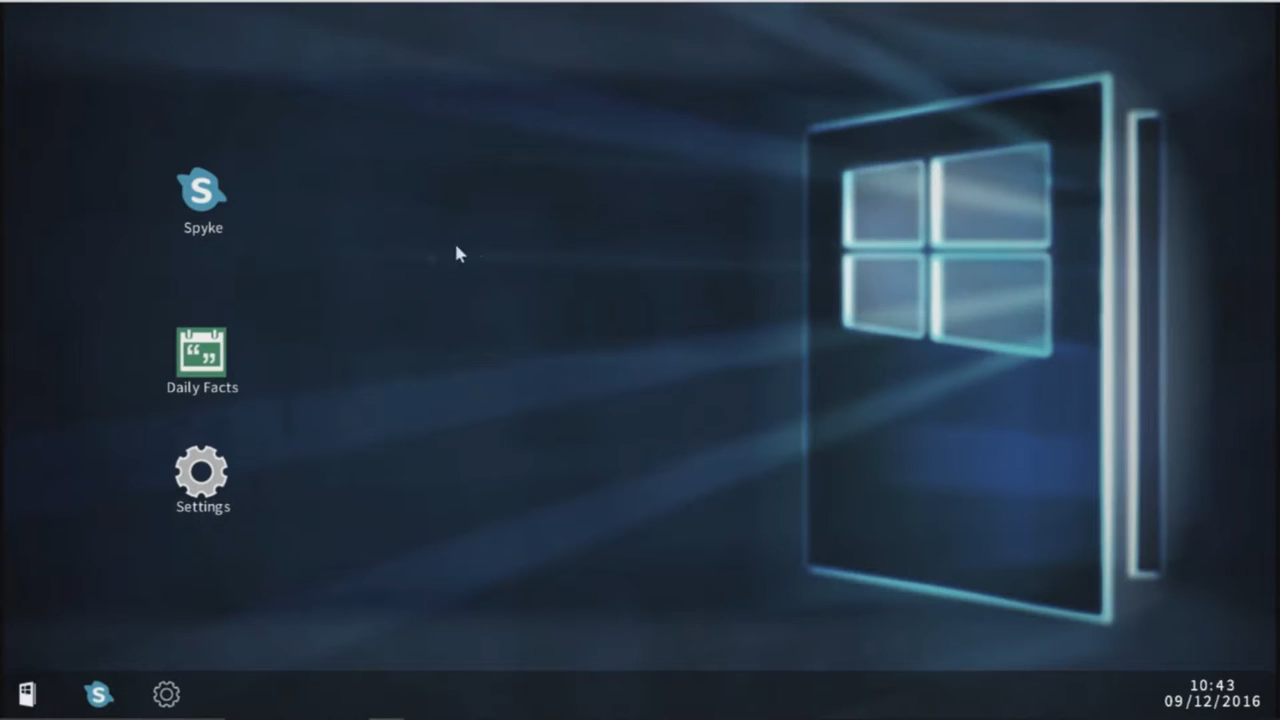 S
Spyke
“ ”
Daily Facts
Settings
S
10:43
09/12/2016